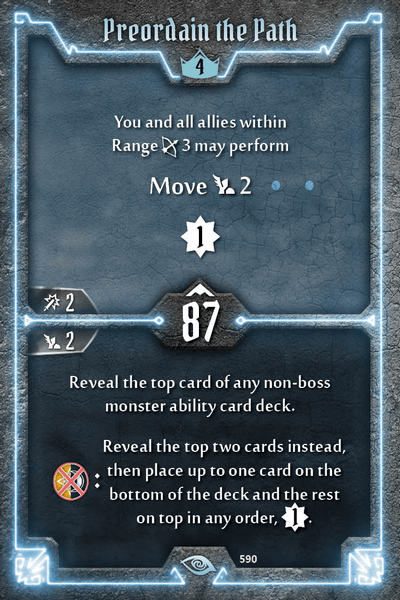 Preordain the Path
4
You and all allies within
Range 3 may perform
Move 2
1
2
87
2
Reveal the top card of any non-boss
monster ability card deck.
Reveal the top two cards instead,
then place up to one card on the
: bottom of the deck and the rest
on top in any order, 1.
590